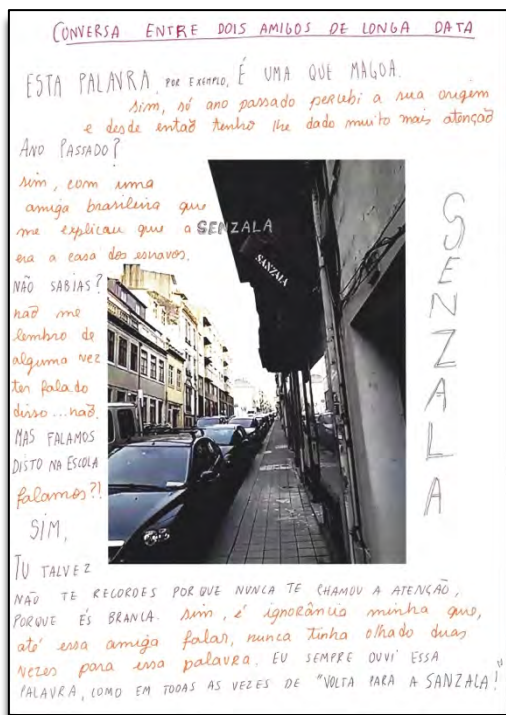 CONVERSA ENTRE DOIS AMIGOS DE LONGA DATA
ESTA PALAVRA, POR EXEMPLO, É UMA QUE MAGOA.
sim, só ano passado percebi a sua origem
e desde então tenho lhe dado muito mais atenção
ANO PASSADO?
sim, com uma
amiga brasileira que
me explicou que a SENZALA
era a casa dos escravos.
NÃO SABIAS?
não me
lembro de
alguma vez
ter falado
disso...não.
MAS FALAMOS
DISTO NA ESCOLA
falamos?!
SIM,
TU TALVEZ
NÃO TE RECORDES PORQUE NUNCA TE CHAMOU A ATENÇÃO,
PORQUE ÉS BRANCA. sim, é ignorância minha que,
até essa amiga falar, nunca tinha olhado duas
vezes para essa palavra. EU SEMPRE OUVI ESSA
PALAVRA, COMO EM TODAS AS VEZES DE "VOLTA PARA A SANZALA!"
SANZALA
SENZALA